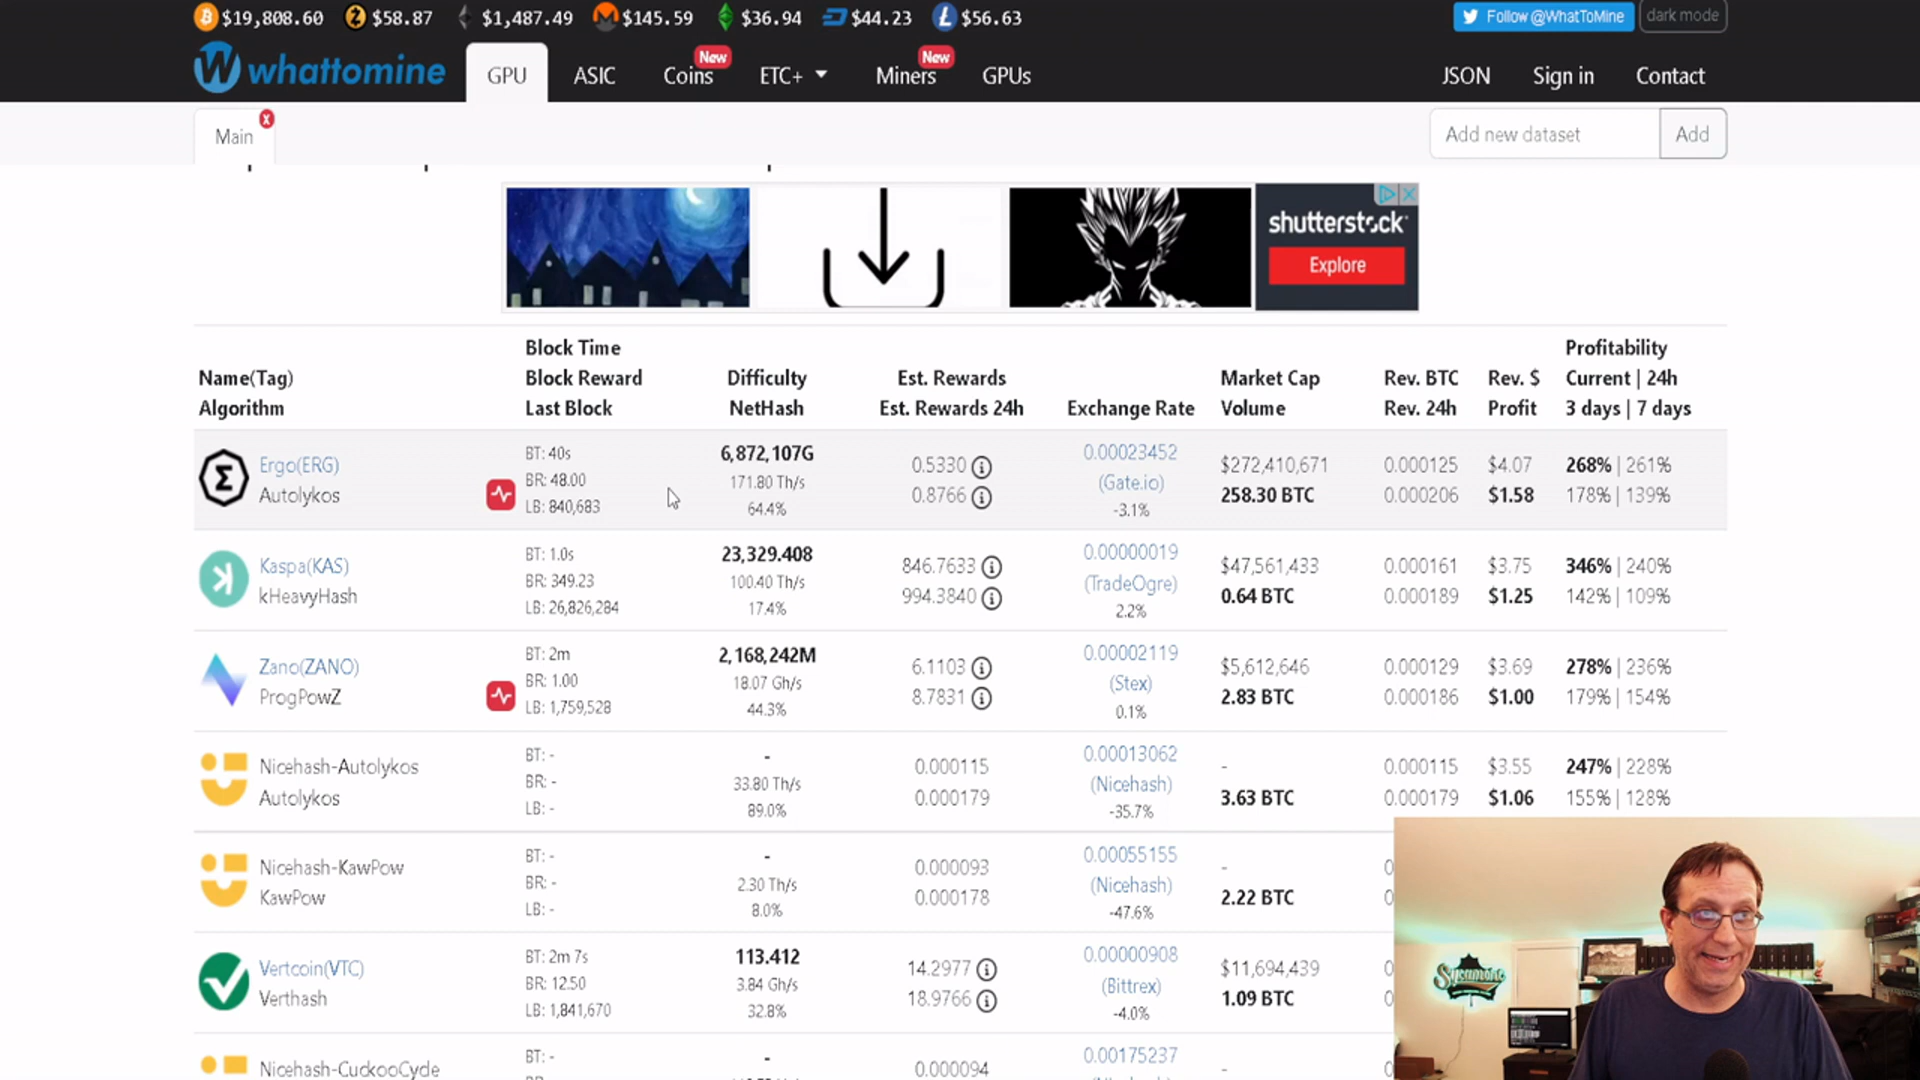 $19,808.60 $58.87 $1,487.49 $145.59 $36.94 $44.23 $56.63 Follow @WhatToMine dark mode
whattomine GPU ASIC Coins New ETC+ Miners New GPUs JSON Sign in Contact
Main x Add new dataset Add
shutterstock
Explore
Name(Tag)
Algorithm
Block Time
Block Reward
Last Block
Difficulty
NetHash
Est. Rewards
Est. Rewards 24h
Exchange Rate
Market Cap
Volume
Rev. BTC
Rev. 24h
Rev. $
Profit
Profitability
Current | 24h
3 days | 7 days
Ergo(ERG)
Autolykos
BT: 40s
BR: 48.00
LB: 840,683
6,872,107G
171.80 Th/s
64.4%
0.5330
0.8766
0.00023452
(Gate.io)
-3.1%
$272,410,671
258.30 BTC
0.000125
0.000206
$4.07
$1.58
268% | 261%
178% | 139%
Kaspa(KAS)
kHeavyHash
BT: 1.0s
BR: 349.23
LB: 26,826,284
23,329.408
100.40 Th/s
17.4%
846.7633
994.3840
0.00000019
(TradeOgre)
2.2%
$47,561,433
0.64 BTC
0.000161
0.000189
$3.75
$1.25
346% | 240%
142% | 109%
Zano(ZANO)
ProgPowZ
BT: 2m
BR: 1.00
LB: 1,759,528
2,168,242M
18.07 Gh/s
44.3%
6.1103
8.7831
0.00002119
(Stex)
0.1%
$5,612,646
2.83 BTC
0.000129
0.000186
$3.69
$1.00
278% | 236%
179% | 154%
Nicehash-Autolykos
Autolykos
BT: -
BR: -
LB: -
-
33.80 Th/s
89.0%
0.000115
0.000179
0.00013062
(Nicehash)
-35.7%
-
3.63 BTC
0.000115
0.000179
$3.55
$1.06
247% | 228%
155% | 128%
Nicehash-KawPow
KawPow
BT: -
BR: -
LB: -
-
2.30 Th/s
8.0%
0.000093
0.000178
0.00055155
(Nicehash)
-47.6%
-
2.22 BTC
0
0
Vertcoin(VTC)
Verthash
BT: 2m 7s
BR: 12.50
LB: 1,841,670
113.412
3.84 Gh/s
32.8%
14.2977
18.9766
0.00000908
(Bittrex)
-4.0%
$11,694,439
1.09 BTC
0
0
Nicehash-CuckooCycle
BT: -
-
0.000094
0.00175237
-
0
Sycamore